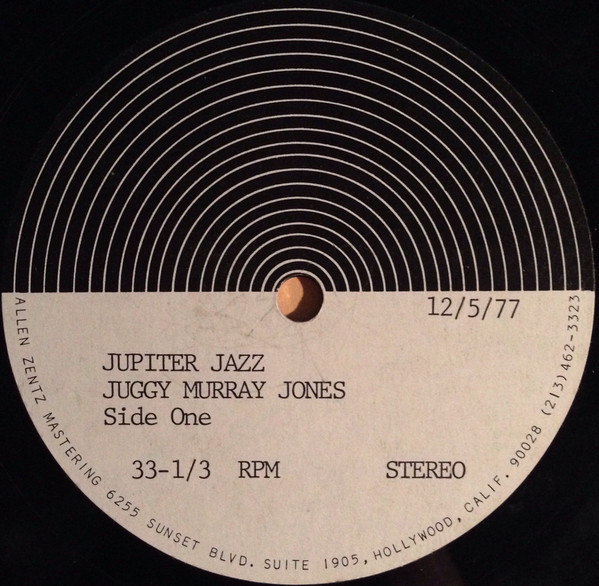 12/5/77
JUPITER JAZZ
JUGGY MURRAY JONES
Side One
33-1/3 RPM STEREO
ALLEN ZENTZ MASTERING 6255 SUNSET BLVD. SUITE 1905, HOLLYWOOD, CALIF. 90028 (213)462-3323